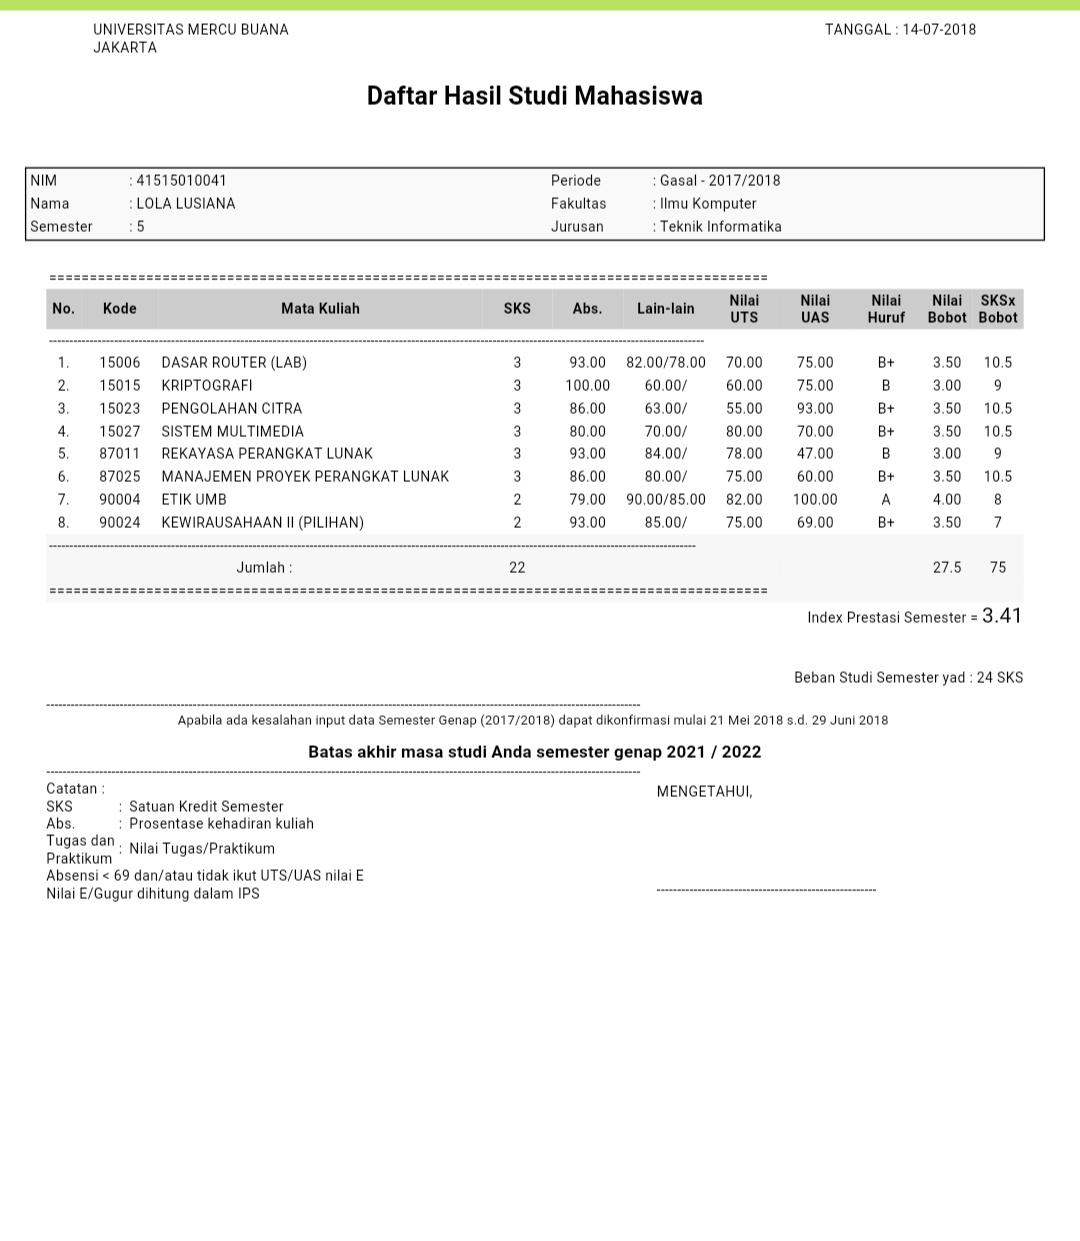 UNIVERSITAS MERCU BUANA TANGGAL : 14-07-2018
JAKARTA
Daftar Hasil Studi Mahasiswa
NIM : 41515010041 Periode : Gasal - 2017/2018
Nama : LOLA LUSIANA Fakultas : Ilmu Komputer
Semester : 5 Jurusan : Teknik Informatika
No. Kode Mata Kuliah SKS Abs. Lain-lain Nilai UTS Nilai UAS Nilai Huruf Nilai Bobot SKSx Bobot
1. 15006 DASAR ROUTER (LAB) 3 93.00 82.00/78.00 70.00 75.00 B+ 3.50 10.5
2. 15015 KRIPTOGRAFI 3 100.00 60.00/ 60.00 75.00 B 3.00 9
3. 15023 PENGOLAHAN CITRA 3 86.00 63.00/ 55.00 93.00 B+ 3.50 10.5
4. 15027 SISTEM MULTIMEDIA 3 80.00 70.00/ 80.00 70.00 B+ 3.50 10.5
5. 87011 REKAYASA PERANGKAT LUNAK 3 93.00 84.00/ 78.00 47.00 B 3.00 9
6. 87025 MANAJEMEN PROYEK PERANGKAT LUNAK 3 86.00 80.00/ 75.00 60.00 B+ 3.50 10.5
7. 90004 ETIK UMB 2 79.00 90.00/85.00 82.00 100.00 A 4.00 8
8. 90024 KEWIRAUSAHAAN II (PILIHAN) 2 93.00 85.00/ 75.00 69.00 B+ 3.50 7
Jumlah : 22 27.5 75
Index Prestasi Semester = 3.41
Beban Studi Semester yad : 24 SKS
Apabila ada kesalahan input data Semester Genap (2017/2018) dapat dikonfirmasi mulai 21 Mei 2018 s.d. 29 Juni 2018
Batas akhir masa studi Anda semester genap 2021 / 2022
Catatan :
SKS : Satuan Kredit Semester
Abs. : Prosentase kehadiran kuliah
Tugas dan Praktikum : Nilai Tugas/Praktikum
Absensi < 69 dan/atau tidak ikut UTS/UAS nilai E
Nilai E/Gugur dihitung dalam IPS
MENGETAHUI,